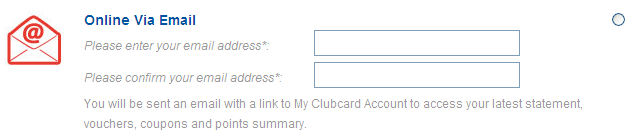 Online Via Email
Please enter your email address*:
Please confirm your email address*:
You will be sent an email with a link to My Clubcard Account to access your latest statement,
vouchers, coupons and points summary.